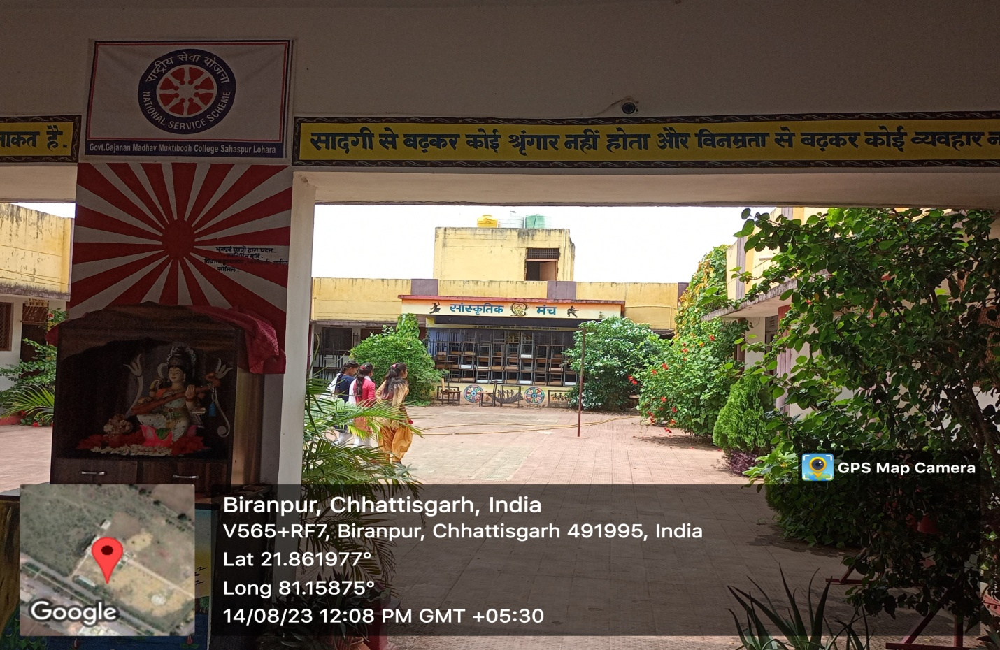 राष्ट्रीय सेवा योजना
NATIONAL SERVICE SCHEME
Govt.Gajanan Madhav Muktibodh College Sahaspur Lohara
ताकत है.
सादगी से बढ़कर कोई श्रृंगार नहीं होता और विनम्रता से बढ़कर कोई व्यवहार न
भूतपूर्व छात्रों द्वारा प्रदत्त
सांस्कृतिक मंच
GPS Map Camera
Biranpur, Chhattisgarh, India
V565+RF7, Biranpur, Chhattisgarh 491995, India
Lat 21.861977°
Long 81.15875°
14/08/23 12:08 PM GMT +05:30
Google